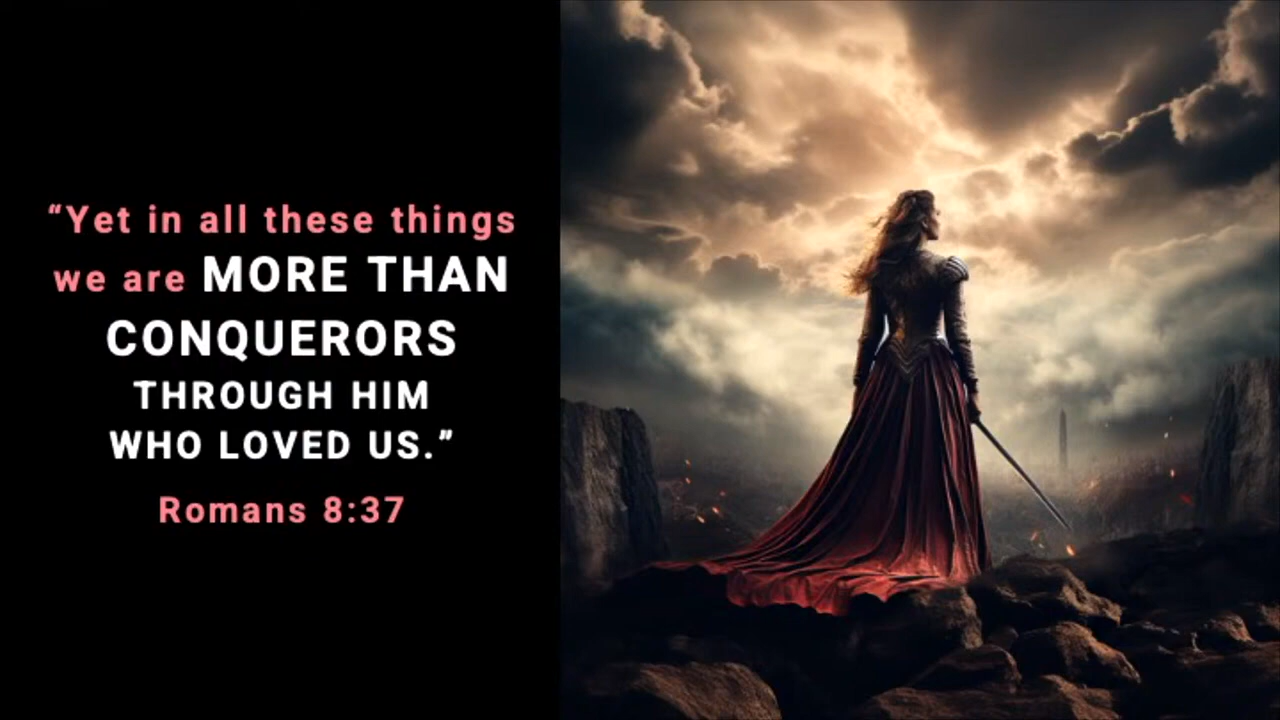 “Yet in all these things
we are MORE THAN
CONQUERORS
THROUGH HIM
WHO LOVED US.”
Romans 8:37